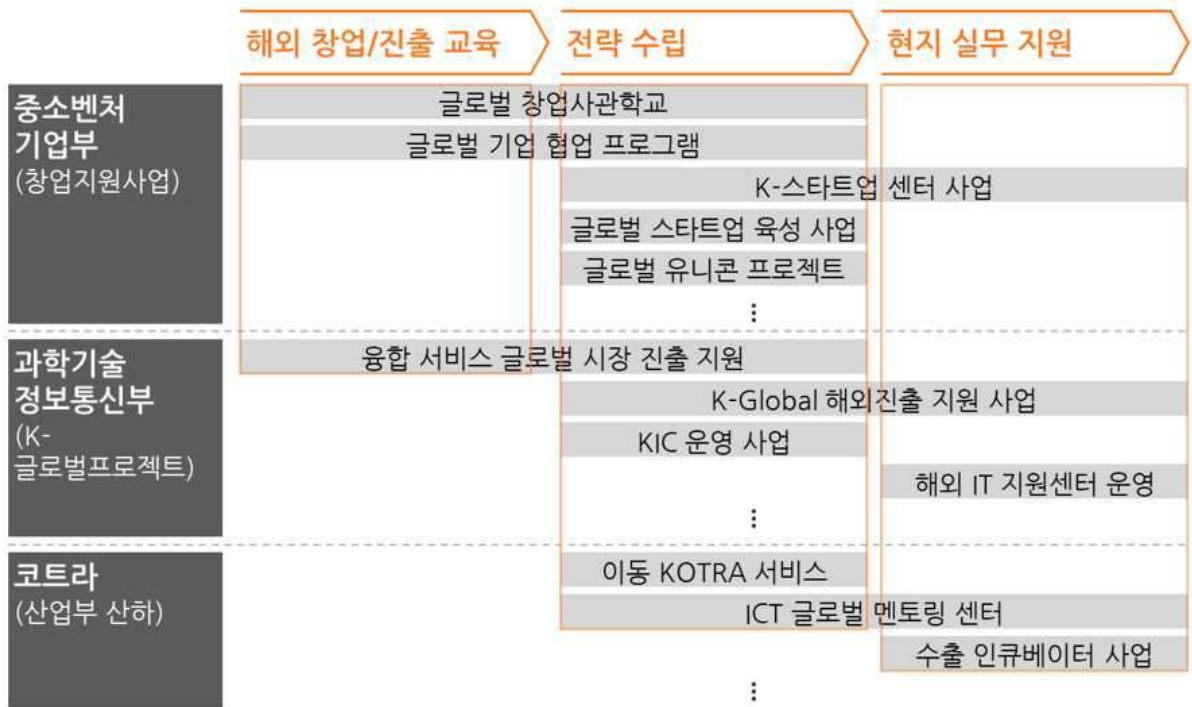 해외 창업/진출 교육
전략 수립
현지 실무 지원
중소벤처
기업부
(창업지원사업)
글로벌 창업사관학교
글로벌 기업 협업 프로그램
K-스타트업 센터 사업
글로벌 스타트업 육성 사업
글로벌 유니콘 프로젝트
⋮
과학기술
정보통신부
(K-
글로벌프로젝트)
융합 서비스 글로벌 시장 진출 지원
K-Global 해외진출 지원 사업
KIC 운영 사업
해외 IT 지원센터 운영
⋮
코트라
(산업부 산하)
이동 KOTRA 서비스
ICT 글로벌 멘토링 센터
수출 인큐베이터 사업
⋮